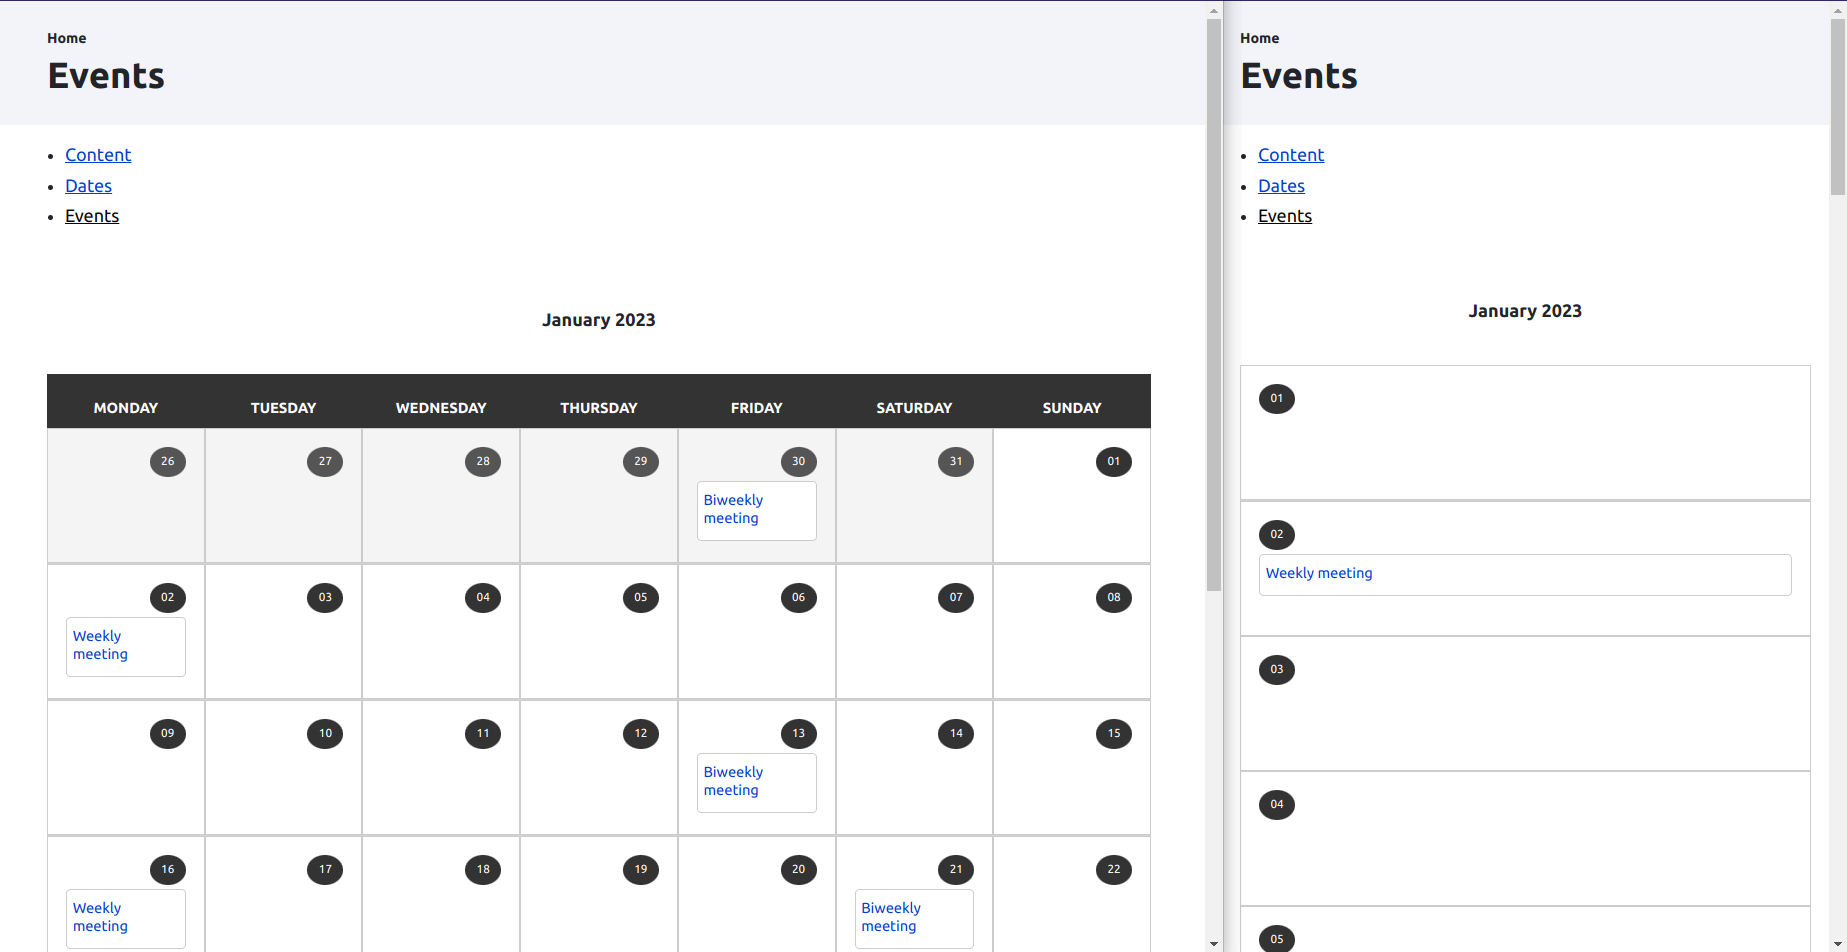 Home
Events
Content
Dates
Events
January 2023
MONDAY TUESDAY WEDNESDAY THURSDAY FRIDAY SATURDAY SUNDAY
26 27 28 29 30 31 01
Biweekly
meeting
02 03 04 05 06 07 08
Weekly
meeting
09 10 11 12 13 14 15
Biweekly
meeting
16 17 18 19 20 21 22
Weekly
meeting
Biweekly
meeting
Home
Events
Content
Dates
Events
January 2023
01
02
Weekly meeting
03
04
05